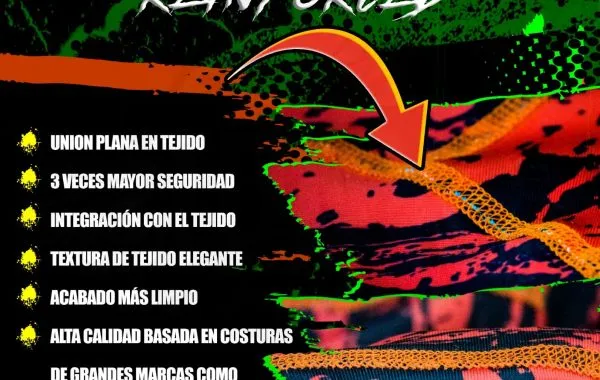 REINFORCED
UNION PLANA EN TEJIDO
3 VECES MAYOR SEGURIDAD
INTEGRACIÓN CON EL TEJIDO
TEXTURA DE TEJIDO ELEGANTE
ACABADO MÁS LIMPIO
ALTA CALIDAD BASADA EN COSTURAS
DE GRANDES MARCAS COMO